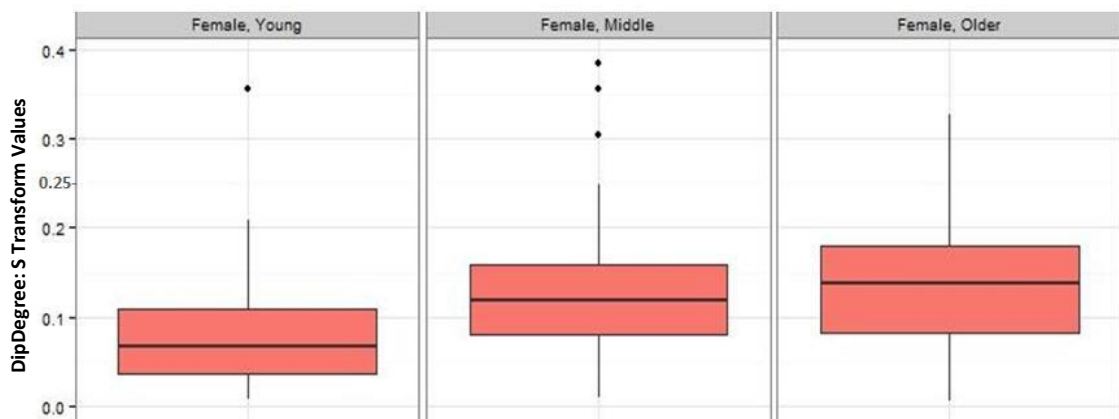 Female, Young
Female, Middle
Female, Older
DipDegree: S Transform Values
0.4
0.3
0.25
0.2
0.1
0.0